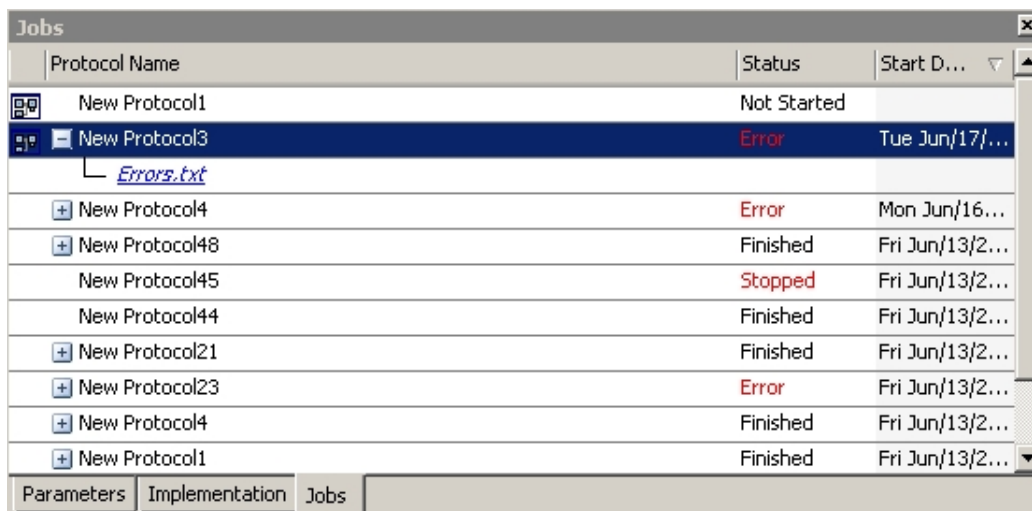 Jobs
Protocol Name Status Start D...
New Protocol1 Not Started
New Protocol3 Error Tue Jun/17/...
Errors.txt
New Protocol4 Error Mon Jun/16...
New Protocol48 Finished Fri Jun/13/2...
New Protocol45 Stopped Fri Jun/13/2...
New Protocol44 Finished Fri Jun/13/2...
New Protocol21 Finished Fri Jun/13/2...
New Protocol23 Error Fri Jun/13/2...
New Protocol4 Finished Fri Jun/13/2...
New Protocol1 Finished Fri Jun/13/2...
Parameters Implementation Jobs